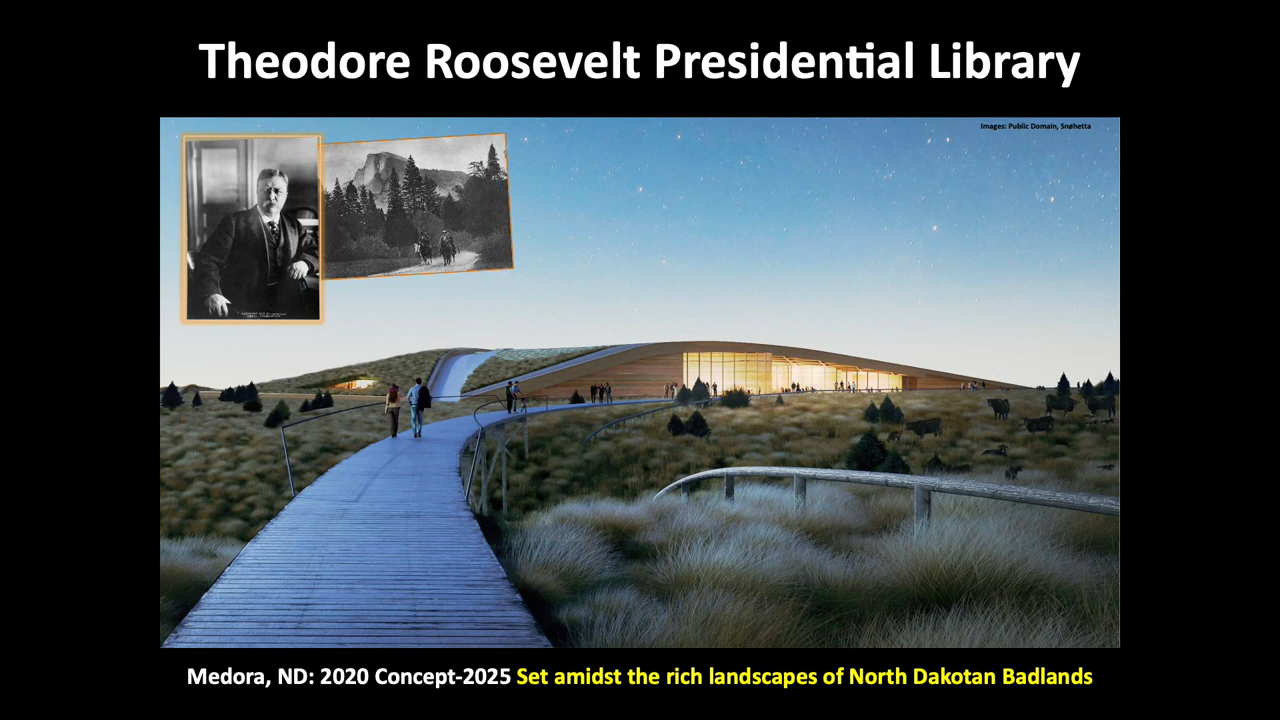 Theodore Roosevelt Presidential Library
Images: Public Domain, Snøhetta
Medora, ND: 2020 Concept-2025 Set amidst the rich landscapes of North Dakotan Badlands